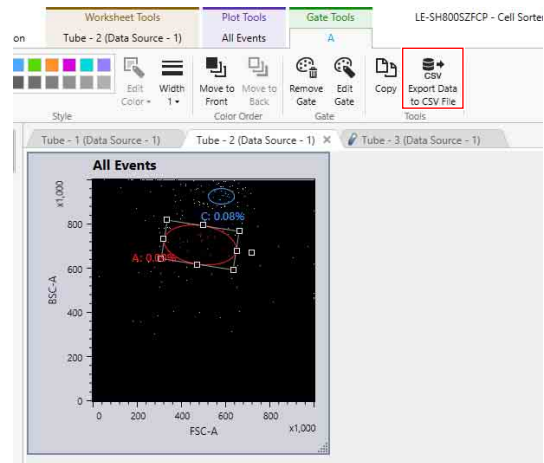 Worksheet Tools Plot Tools Gate Tools LE-SH800SZFCP - Cell Sorter
on Tube - 2 (Data Source - 1) All Events A
Edit Color Width 1 Move to Front Move to Back Remove Gate Edit Gate Copy CSV Export Data to CSV File
Style Color Order Gate Tools
Tube - 1 (Data Source - 1) Tube - 2 (Data Source - 1) Tube - 3 (Data Source - 1)
All Events
x1,000
C: 0.08%
800
A:
600
BSC-A
400
200
0
0 200 400 600 800
FSC-A x1,000